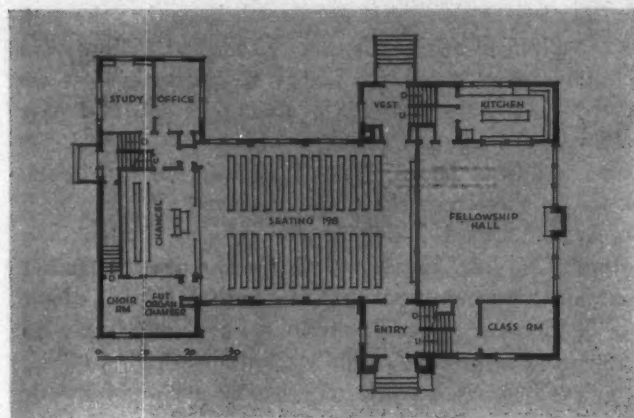 STUDY
OFFICE
VEST
D
U
KITCHEN
D
U
CHANCEL
SEATING 198
FELLOWSHIP
HALL
D
CHOIR
RM
FUT
ORGAN
CHAMBER
ENTRY
D
U
CLASS RM
0 10 20 30